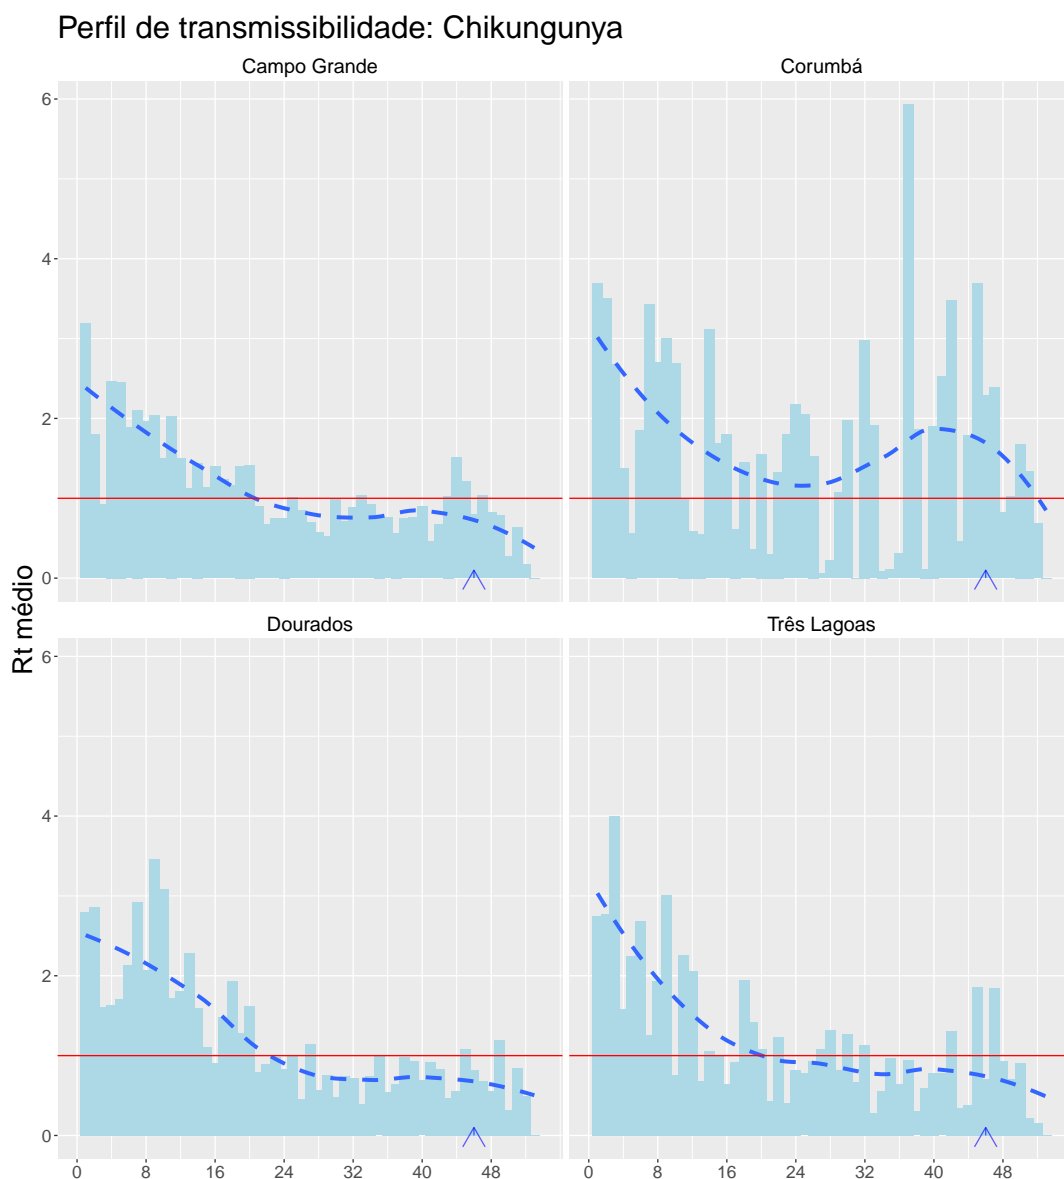 Perfil de transmissibilidade: Chikungunya
Campo Grande
Corumbá
6
4
2
0
Rt médio
Dourados
Três Lagoas
6
4
2
0
0 8 16 24 32 40 48
0 8 16 24 32 40 48